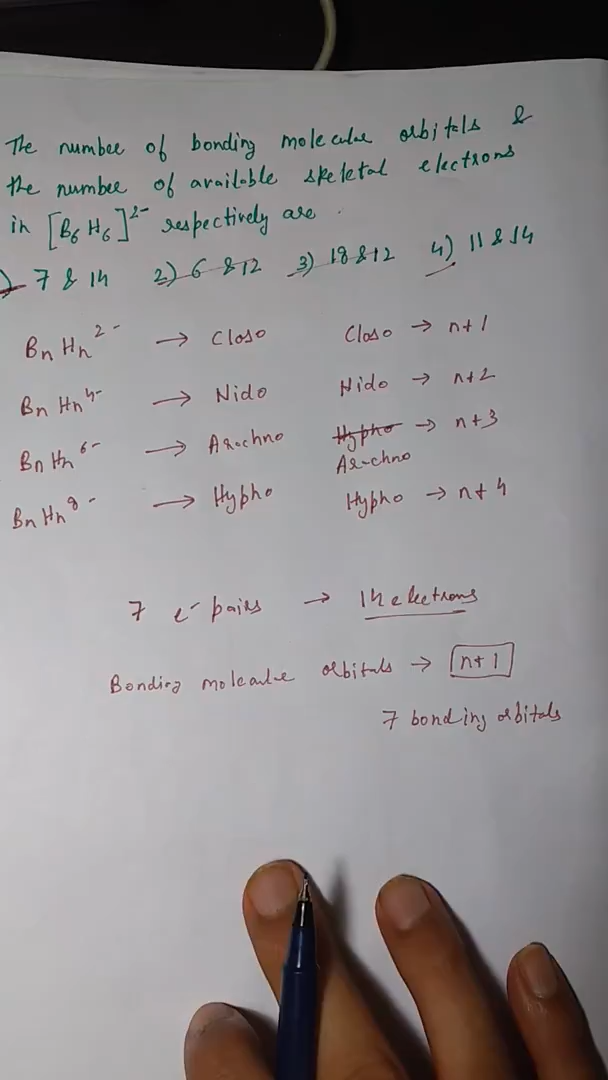 The number of bonding molecular orbitals &
the number of available skeletal electrons
in [B6 H6]2- respectively are .
1) 7 & 14 2) 6 & 12 3) 18 & 12 4) 11 & 14
Bn Hn2- → Closo Closo → n+1
Bn Hn4- → Nido Nido → n+2
Bn Hn6- → Arachno Hypho → n+3
Arachno
Bn Hn8- → Hypho Hypho → n+4
7 e- pairs → 14 electrons
Bonding molecular orbitals → n+1
7 bonding orbitals